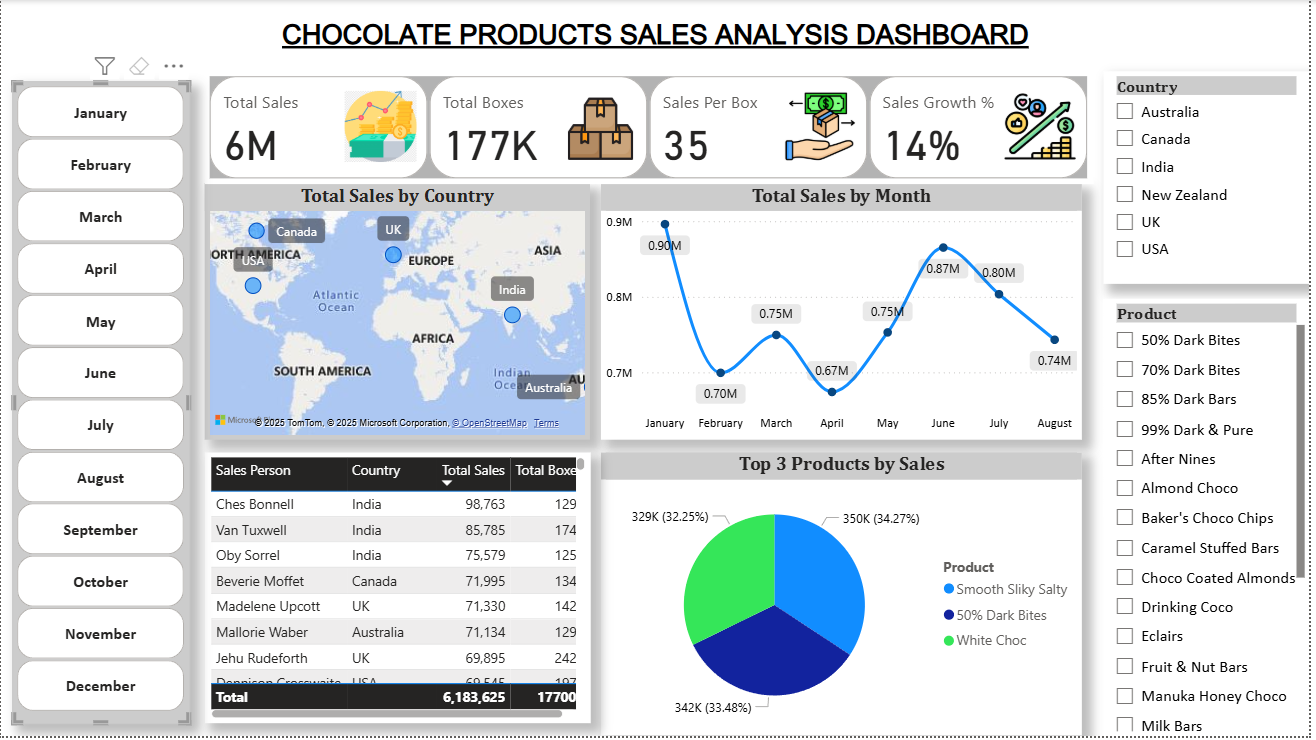 CHOCOLATE PRODUCTS SALES ANALYSIS DASHBOARD
January
February
March
April
May
June
July
August
September
October
November
December
Total Sales
6M
Total Boxes
177K
Sales Per Box
35
Sales Growth %
14%
Total Sales by Country
Canada
UK
ORTH AMERICA
USA
EUROPE
ASIA
Atlantic
Ocean
India
AFRICA
SOUTH AMERICA
Indian
Ocea
AU
Australia
Microsoft
© 2025 TomTom, © 2025 Microsoft Corporation, © OpenStreetMap Terms
Total Sales by Month
0.9M
0.8M
0.7M
0.90M
0.70M
0.75M
0.67M
0.75M
0.87M
0.80M
0.74M
January February March April May June July August
Sales Person Country Total Sales Total Boxe
Ches Bonnell India 98,763 129
Van Tuxwell India 85,785 174
Oby Sorrel India 75,579 125
Beverie Moffet Canada 71,995 134
Madelene Upcott UK 71,330 142
Mallorie Waber Australia 71,134 129
Jehu Rudeforth UK 69,895 242
Dennison Crosswaite USA 69,545 197
Total 6,183,625 17700
Top 3 Products by Sales
329K (32.25%)
350K (34.27%)
342K (33.48%)
Product
Smooth Sliky Salty
50% Dark Bites
White Choc
Country
Australia
Canada
India
New Zealand
UK
USA
Product
50% Dark Bites
70% Dark Bites
85% Dark Bars
99% Dark & Pure
After Nines
Almond Choco
Baker's Choco Chips
Caramel Stuffed Bars
Choco Coated Almonds
Drinking Coco
Eclairs
Fruit & Nut Bars
Manuka Honey Choco
Milk Bars